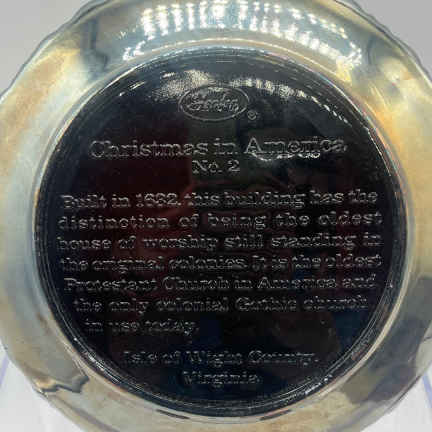 Fenton
®
Christmas in America
No. 2
Built in 1632, this building has the
distinction of being the oldest
house of worship still standing in
the original colonies. It is the oldest
Protestant Church in America and
the only colonial Gothic church
in use today.
Isle of Wight County,
Virginia